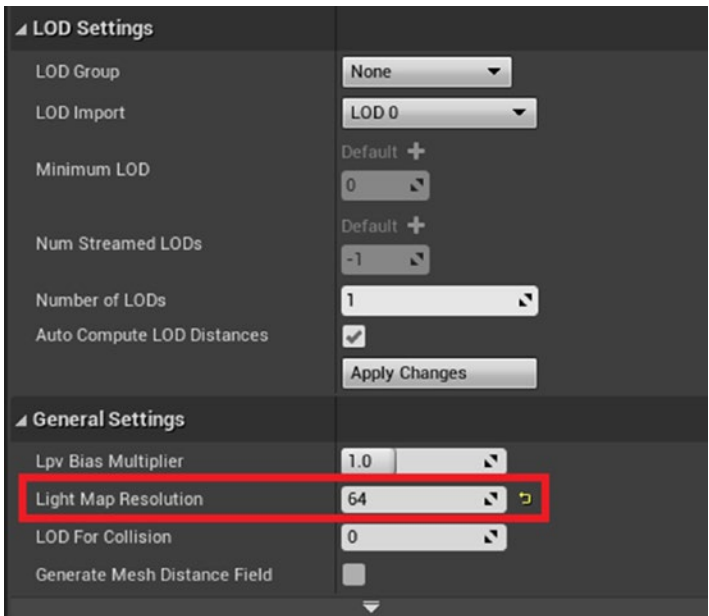 LOD Settings
LOD Group None
LOD Import LOD 0
Default
Minimum LOD 0
Default
Num Streamed LODs -1
Number of LODs 1
Auto Compute LOD Distances
Apply Changes
General Settings
Lpv Bias Multiplier 1.0
Light Map Resolution 64
LOD For Collision 0
Generate Mesh Distance Field